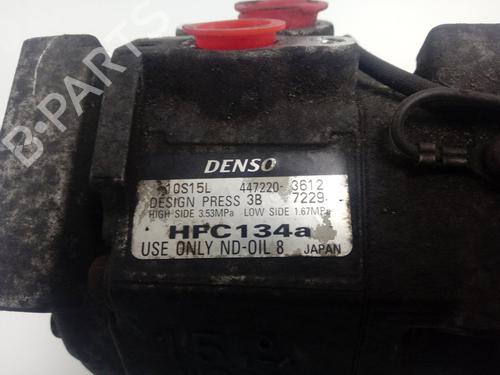 B-PARTS
DENSO
10S15L 447220-3612
DESIGN PRESS 3B 7229
HIGH SIDE 3.53MPa LOW SIDE 1.67MPa
HFC134a
USE ONLY ND-OIL 8 JAPAN